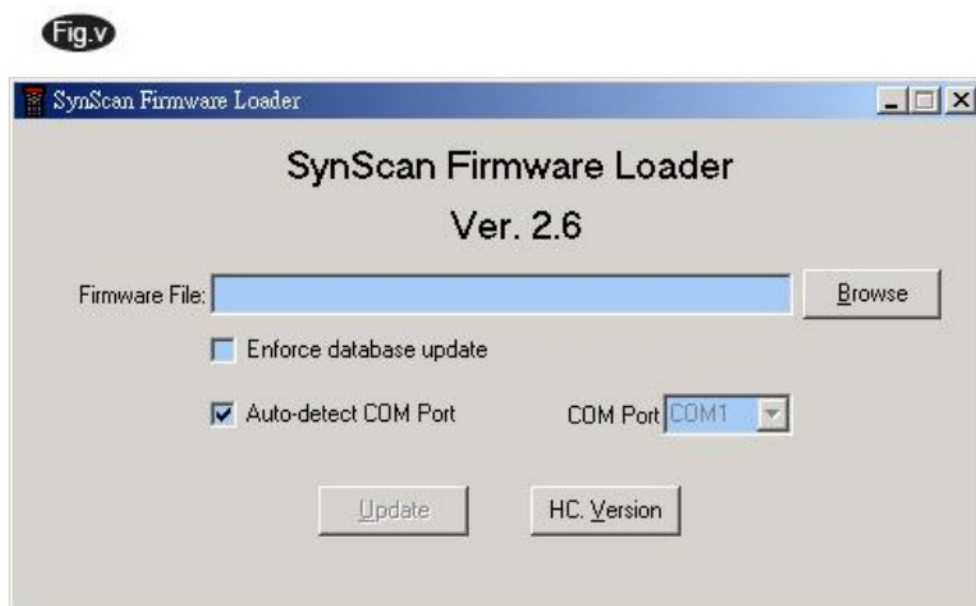 Fig.v
SynScan Firmware Loader
SynScan Firmware Loader
Ver. 2.6
Firmware File: Browse
Enforce database update
Auto-detect COM Port COM Port COM1
Update HC. Version